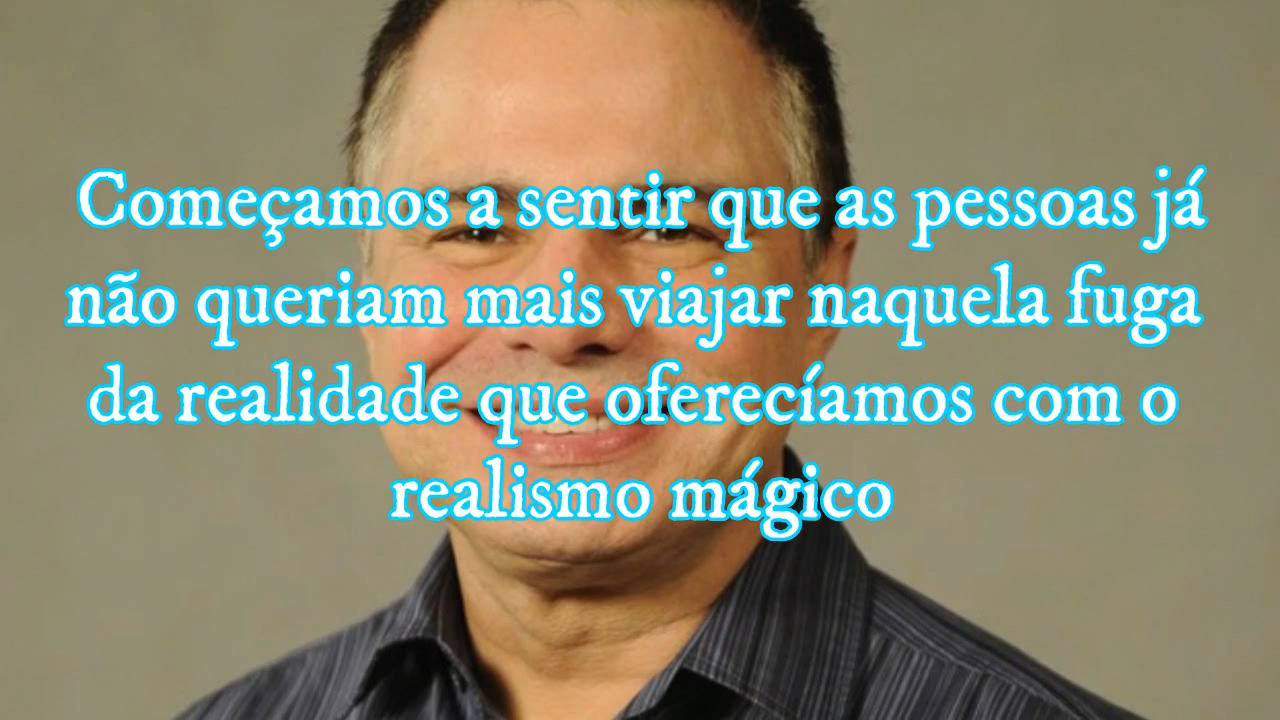 Começamos a sentir que as pessoas já
não queriam mais viajar naquela fuga
da realidade que oferecíamos com o
realismo mágico